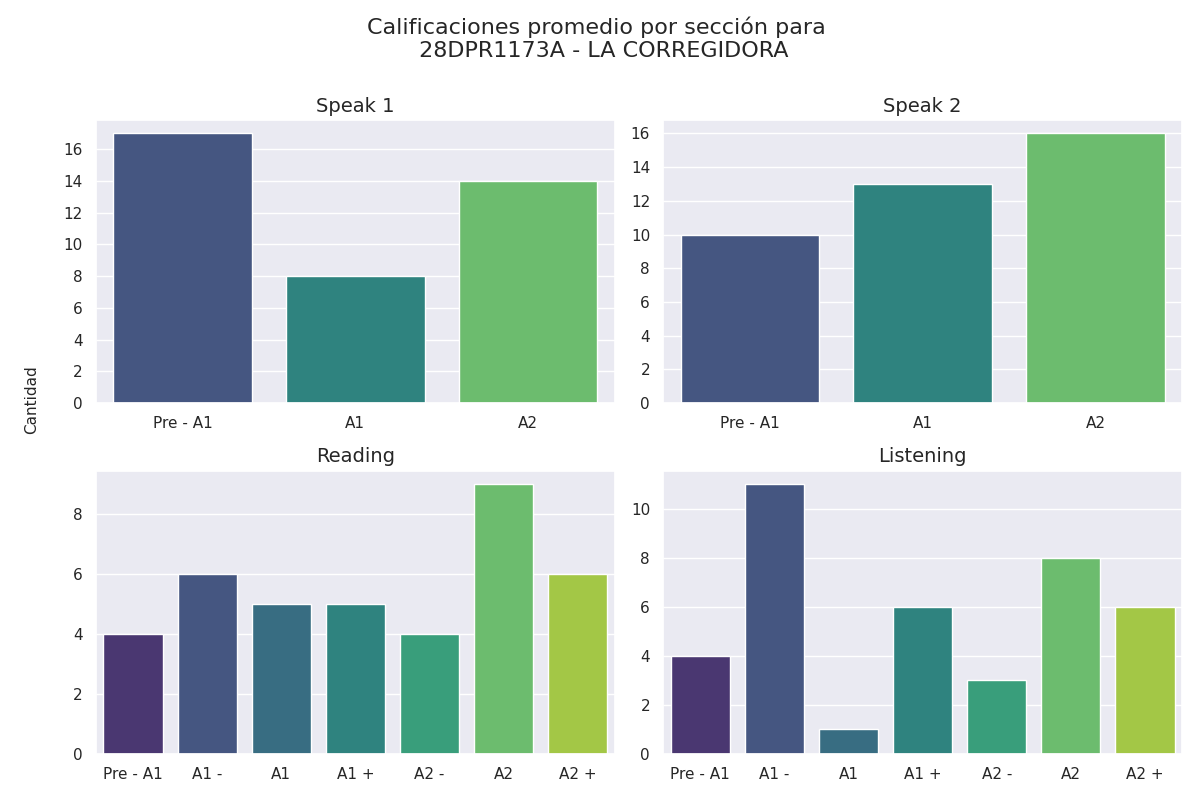 Calificaciones promedio por sección para
28DPR1173A - LA CORREGIDORA
Cantidad
Speak 1
16
14
12
10
8
6
4
2
0
Pre - A1 A1 A2
Speak 2
16
14
12
10
8
6
4
2
0
Pre - A1 A1 A2
Reading
8
6
4
2
0
Pre - A1 A1 - A1 A1 + A2 - A2 A2 +
Listening
10
8
6
4
2
0
Pre - A1 A1 - A1 A1 + A2 - A2 A2 +